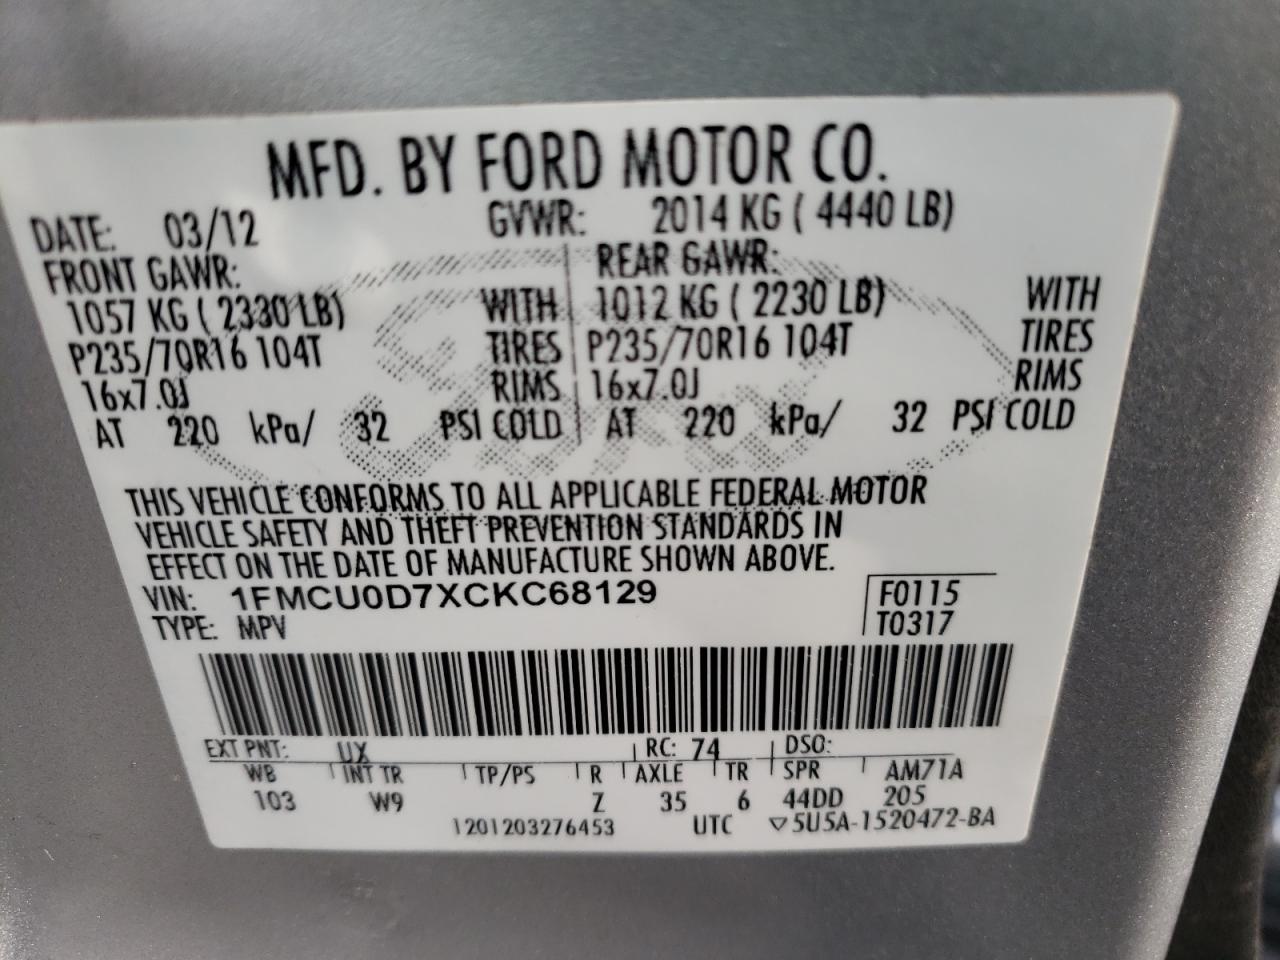 MFD. BY FORD MOTOR CO.
DATE: 03/12 GVWR: 2014 KG ( 4440 LB)
FRONT GAWR: REAR GAWR:
1057 KG ( 2330 LB) WITH 1012 KG ( 2230 LB) WITH
P235/70R16 104T TIRES P235/70R16 104T TIRES
16x7.0J RIMS 16x7.0J RIMS
AT 220 kPa/ 32 PSI COLD AT 220 kPa/ 32 PSI COLD
THIS VEHICLE CONFORMS TO ALL APPLICABLE FEDERAL MOTOR
VEHICLE SAFETY AND THEFT PREVENTION STANDARDS IN
EFFECT ON THE DATE OF MANUFACTURE SHOWN ABOVE.
VIN: 1FMCU0D7XCKC68129 F0115
TYPE: MPV T0317
EXT PNT: UX RC: 74 DSO:
WB INT TR TP/PS R AXLE TR SPR AM71A
103 W9 Z 35 6 44DD 205
1201203276453 UTC ▽5U5A-1520472-BA